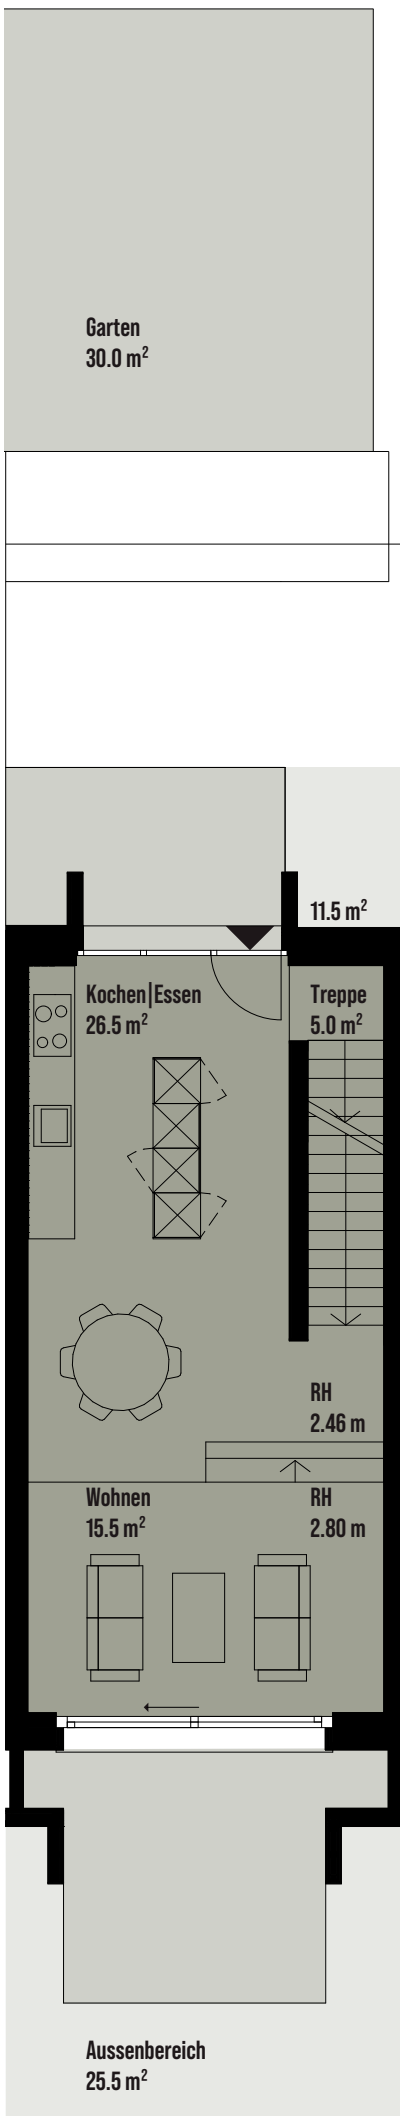 Garten
30.0 m²
11.5 m²
Kochen|Essen
26.5 m²
Treppe
5.0 m²
RH
2.46 m
Wohnen
15.5 m²
RH
2.80 m
Aussenbereich
25.5 m²